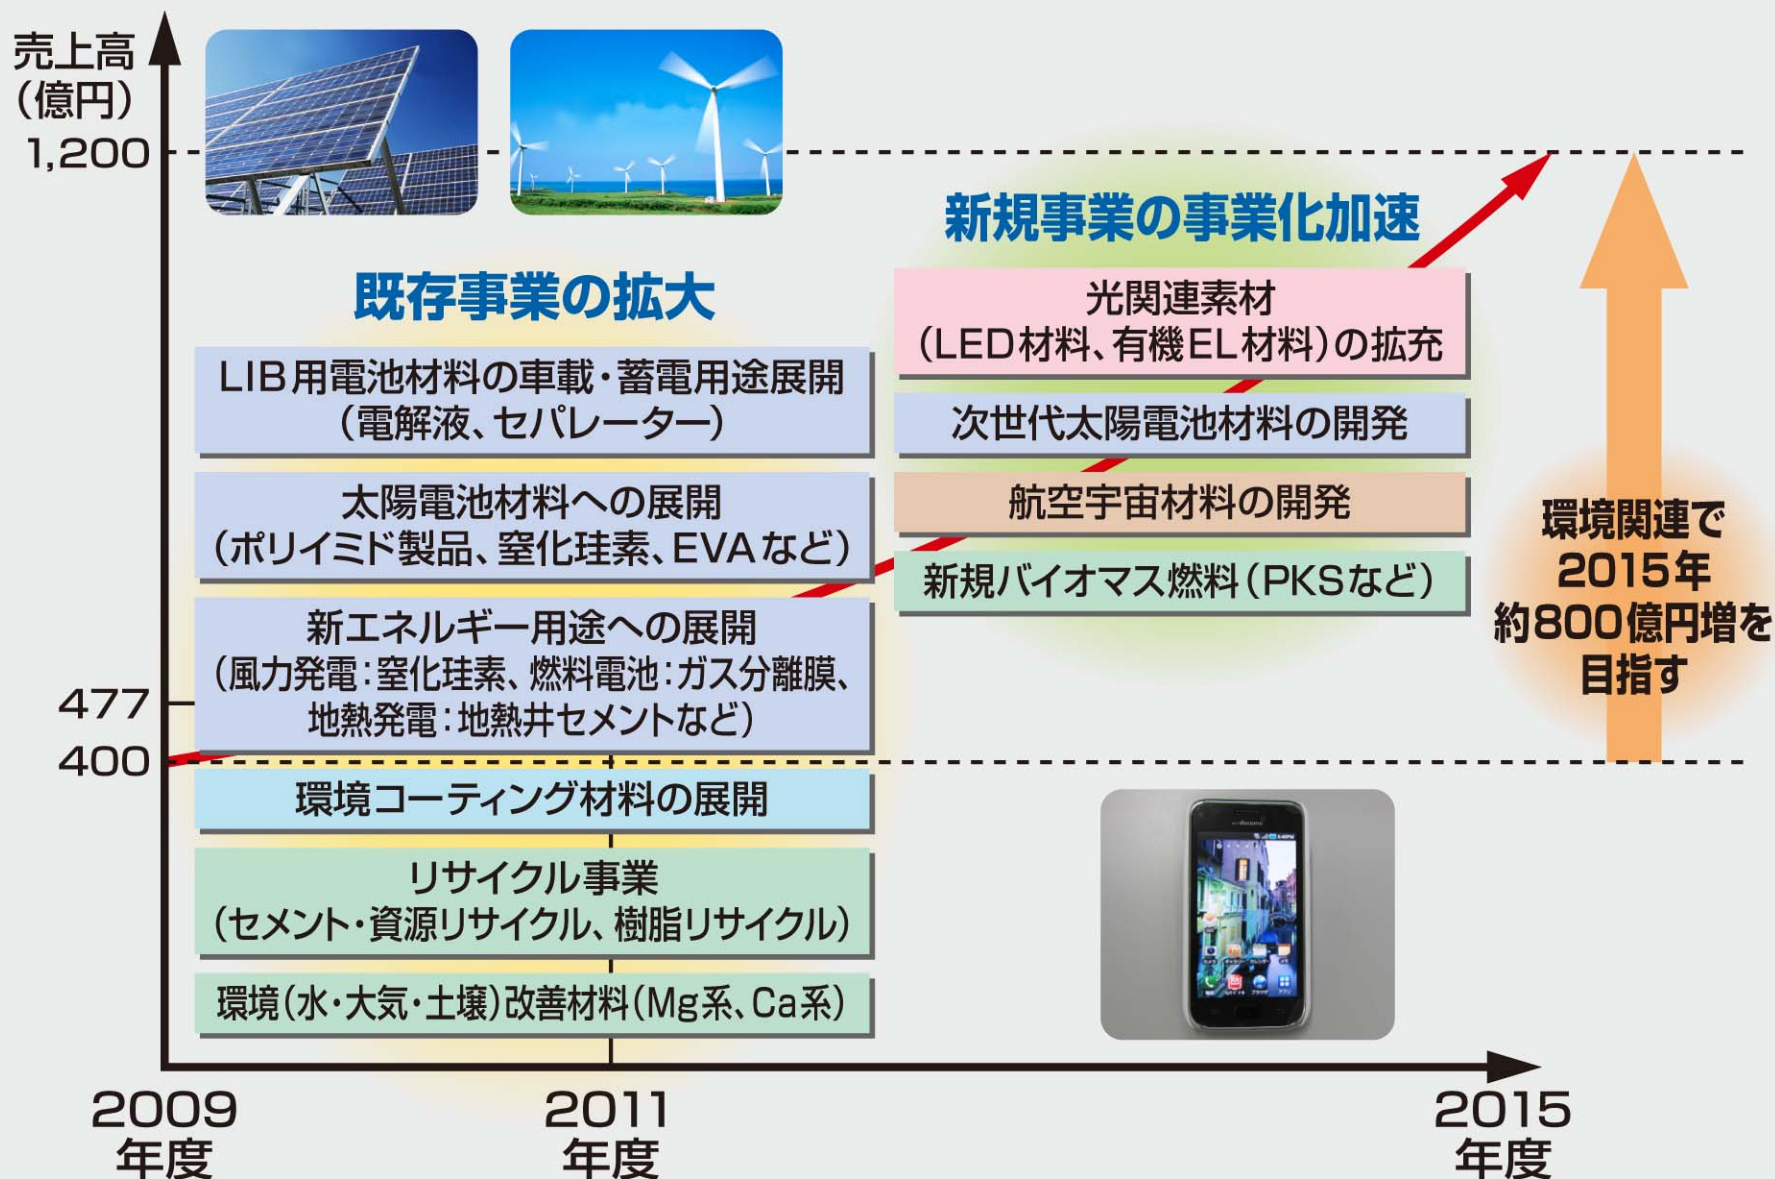 売上高
(億円)
1,200
477
400
既存事業の拡大
LIB用電池材料の車載・蓄電用途展開
(電解液、セパレーター)
太陽電池材料への展開
(ポリイミド製品、窒化珪素、EVAなど)
新エネルギー用途への展開
(風力発電:窒化珪素、燃料電池:ガス分離膜、
地熱発電:地熱井セメントなど)
環境コーティング材料の展開
リサイクル事業
(セメント・資源リサイクル、樹脂リサイクル)
環境(水・大気・土壌)改善材料(Mg系、Ca系)
新規事業の事業化加速
光関連素材
(LED材料、有機EL材料)の拡充
次世代太陽電池材料の開発
航空宇宙材料の開発
新規バイオマス燃料(PKSなど)
環境関連で
2015年
約800億円増を
目指す
2009
年度
2011
年度
2015
年度